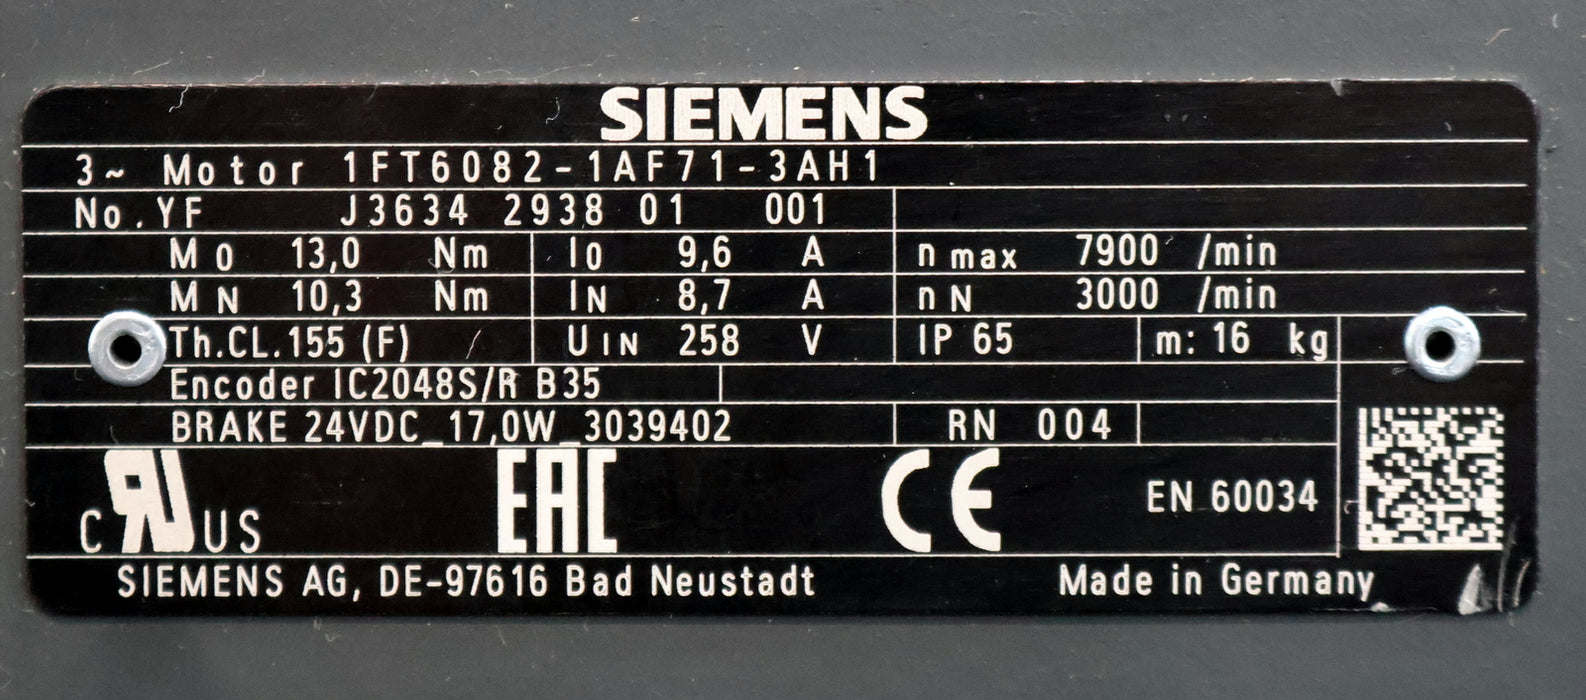 SIEMENS
3~ Motor 1FT6082-1AF71-3AH1
No.YF J3634 2938 01 001
M0 13,0 Nm I0 9,6 A n max 7900 /min
MN 10,3 Nm IN 8,7 A nN 3000 /min
Th.CL.155 (F) UIN 258 V IP 65 m: 16 kg
Encoder IC2048S/R B35
BRAKE 24VDC_17,0W_3039402 RN 004
C RU US EAC CE EN 60034
SIEMENS AG, DE-97616 Bad Neustadt Made in Germany